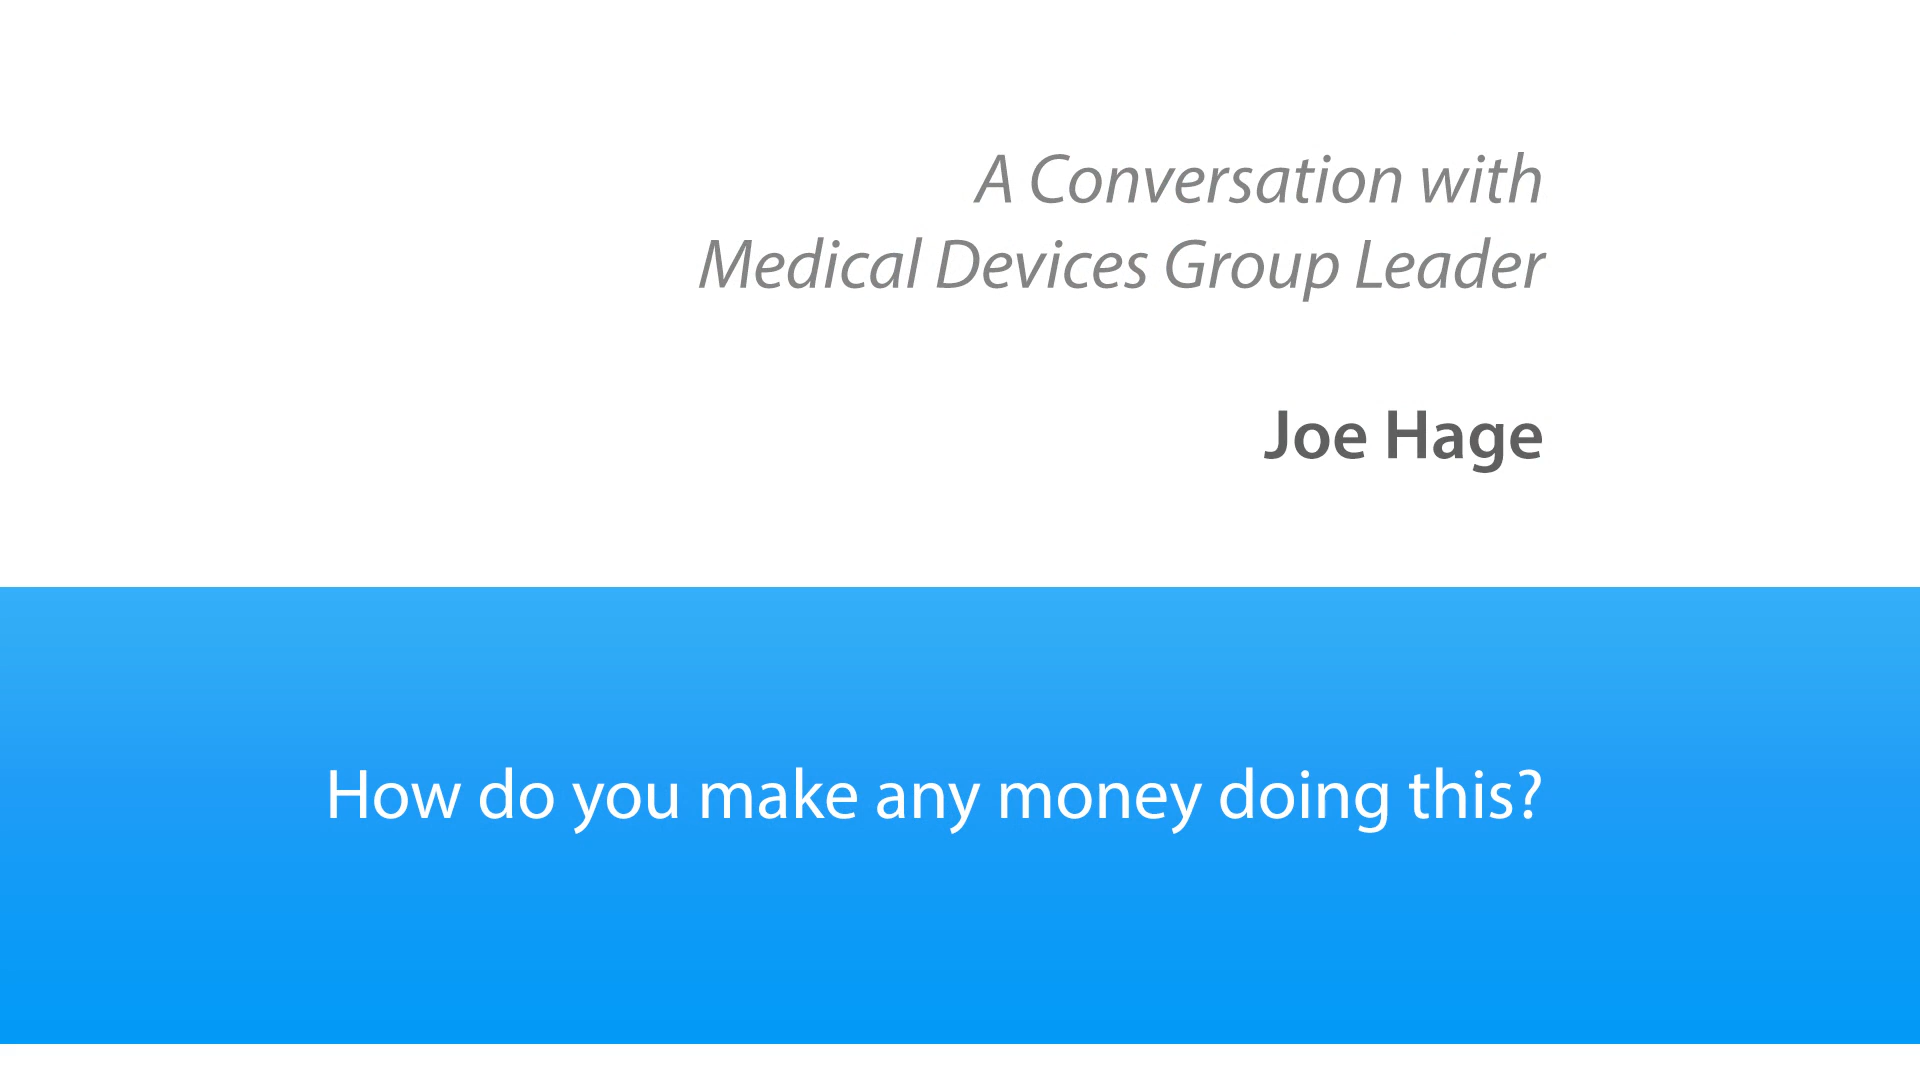 A Conversation with
Medical Devices Group Leader
Joe Hage
How do you make any money doing this?